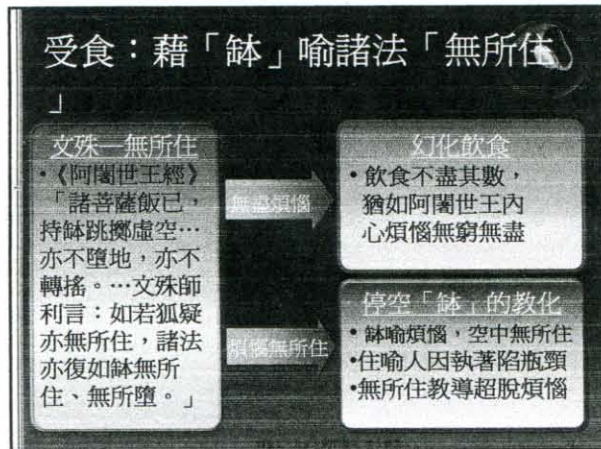 受食：藉「缽」喻諸法「無所住
」
文殊—無所住
•《阿闍世王經》
「諸菩薩飯已，
持缽跳擲虛空…
亦不墮地，亦不
轉搖。…文殊師
利言：如若狐疑
亦無所住，諸法
亦復如缽無所
住、無所墮。」
無盡煩惱
煩惱無所住
幻化飲食
• 飲食不盡其數，
猶如阿闍世王內
心煩惱無窮無盡
停空「缽」的教化
• 缽喻煩惱，空中無所住
•住喻人因執著陷瓶頸
•無所住教導超脫煩惱